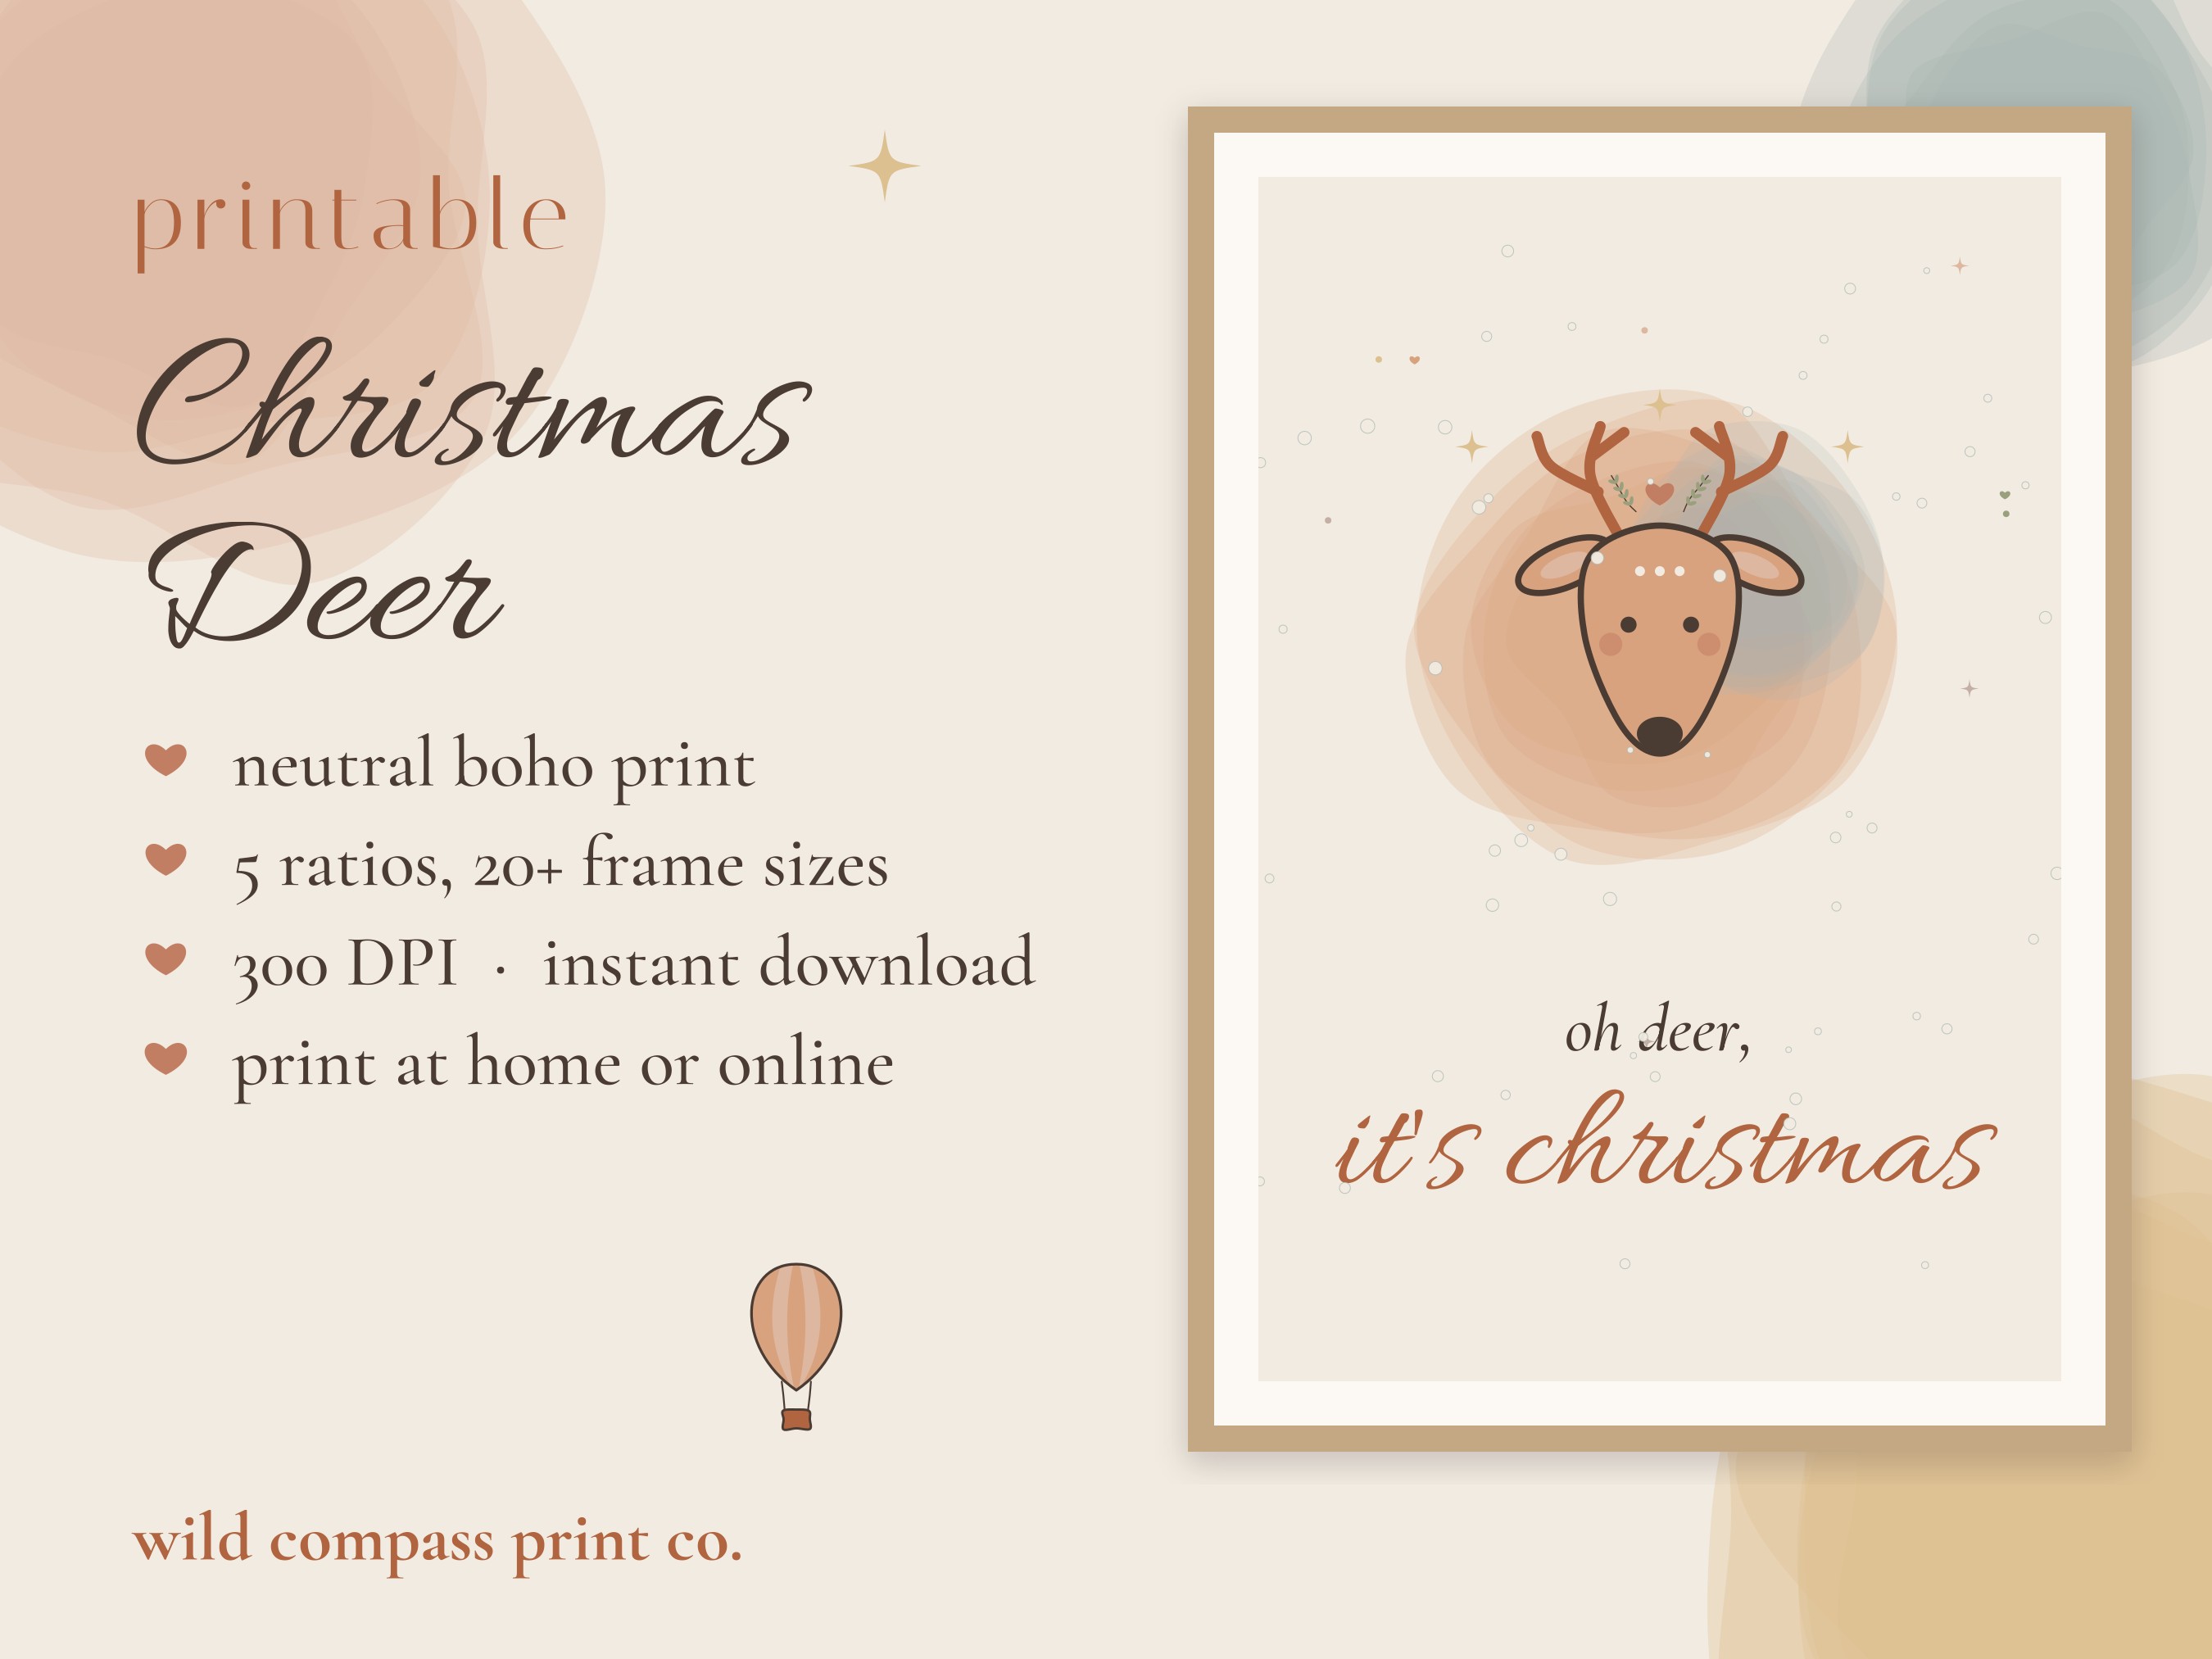 printable
Christmas
Deer
neutral boho print
5 ratios, 20+ frame sizes
300 DPI · instant download
print at home or online
wild compass print co.
oh deer,
it's christmas